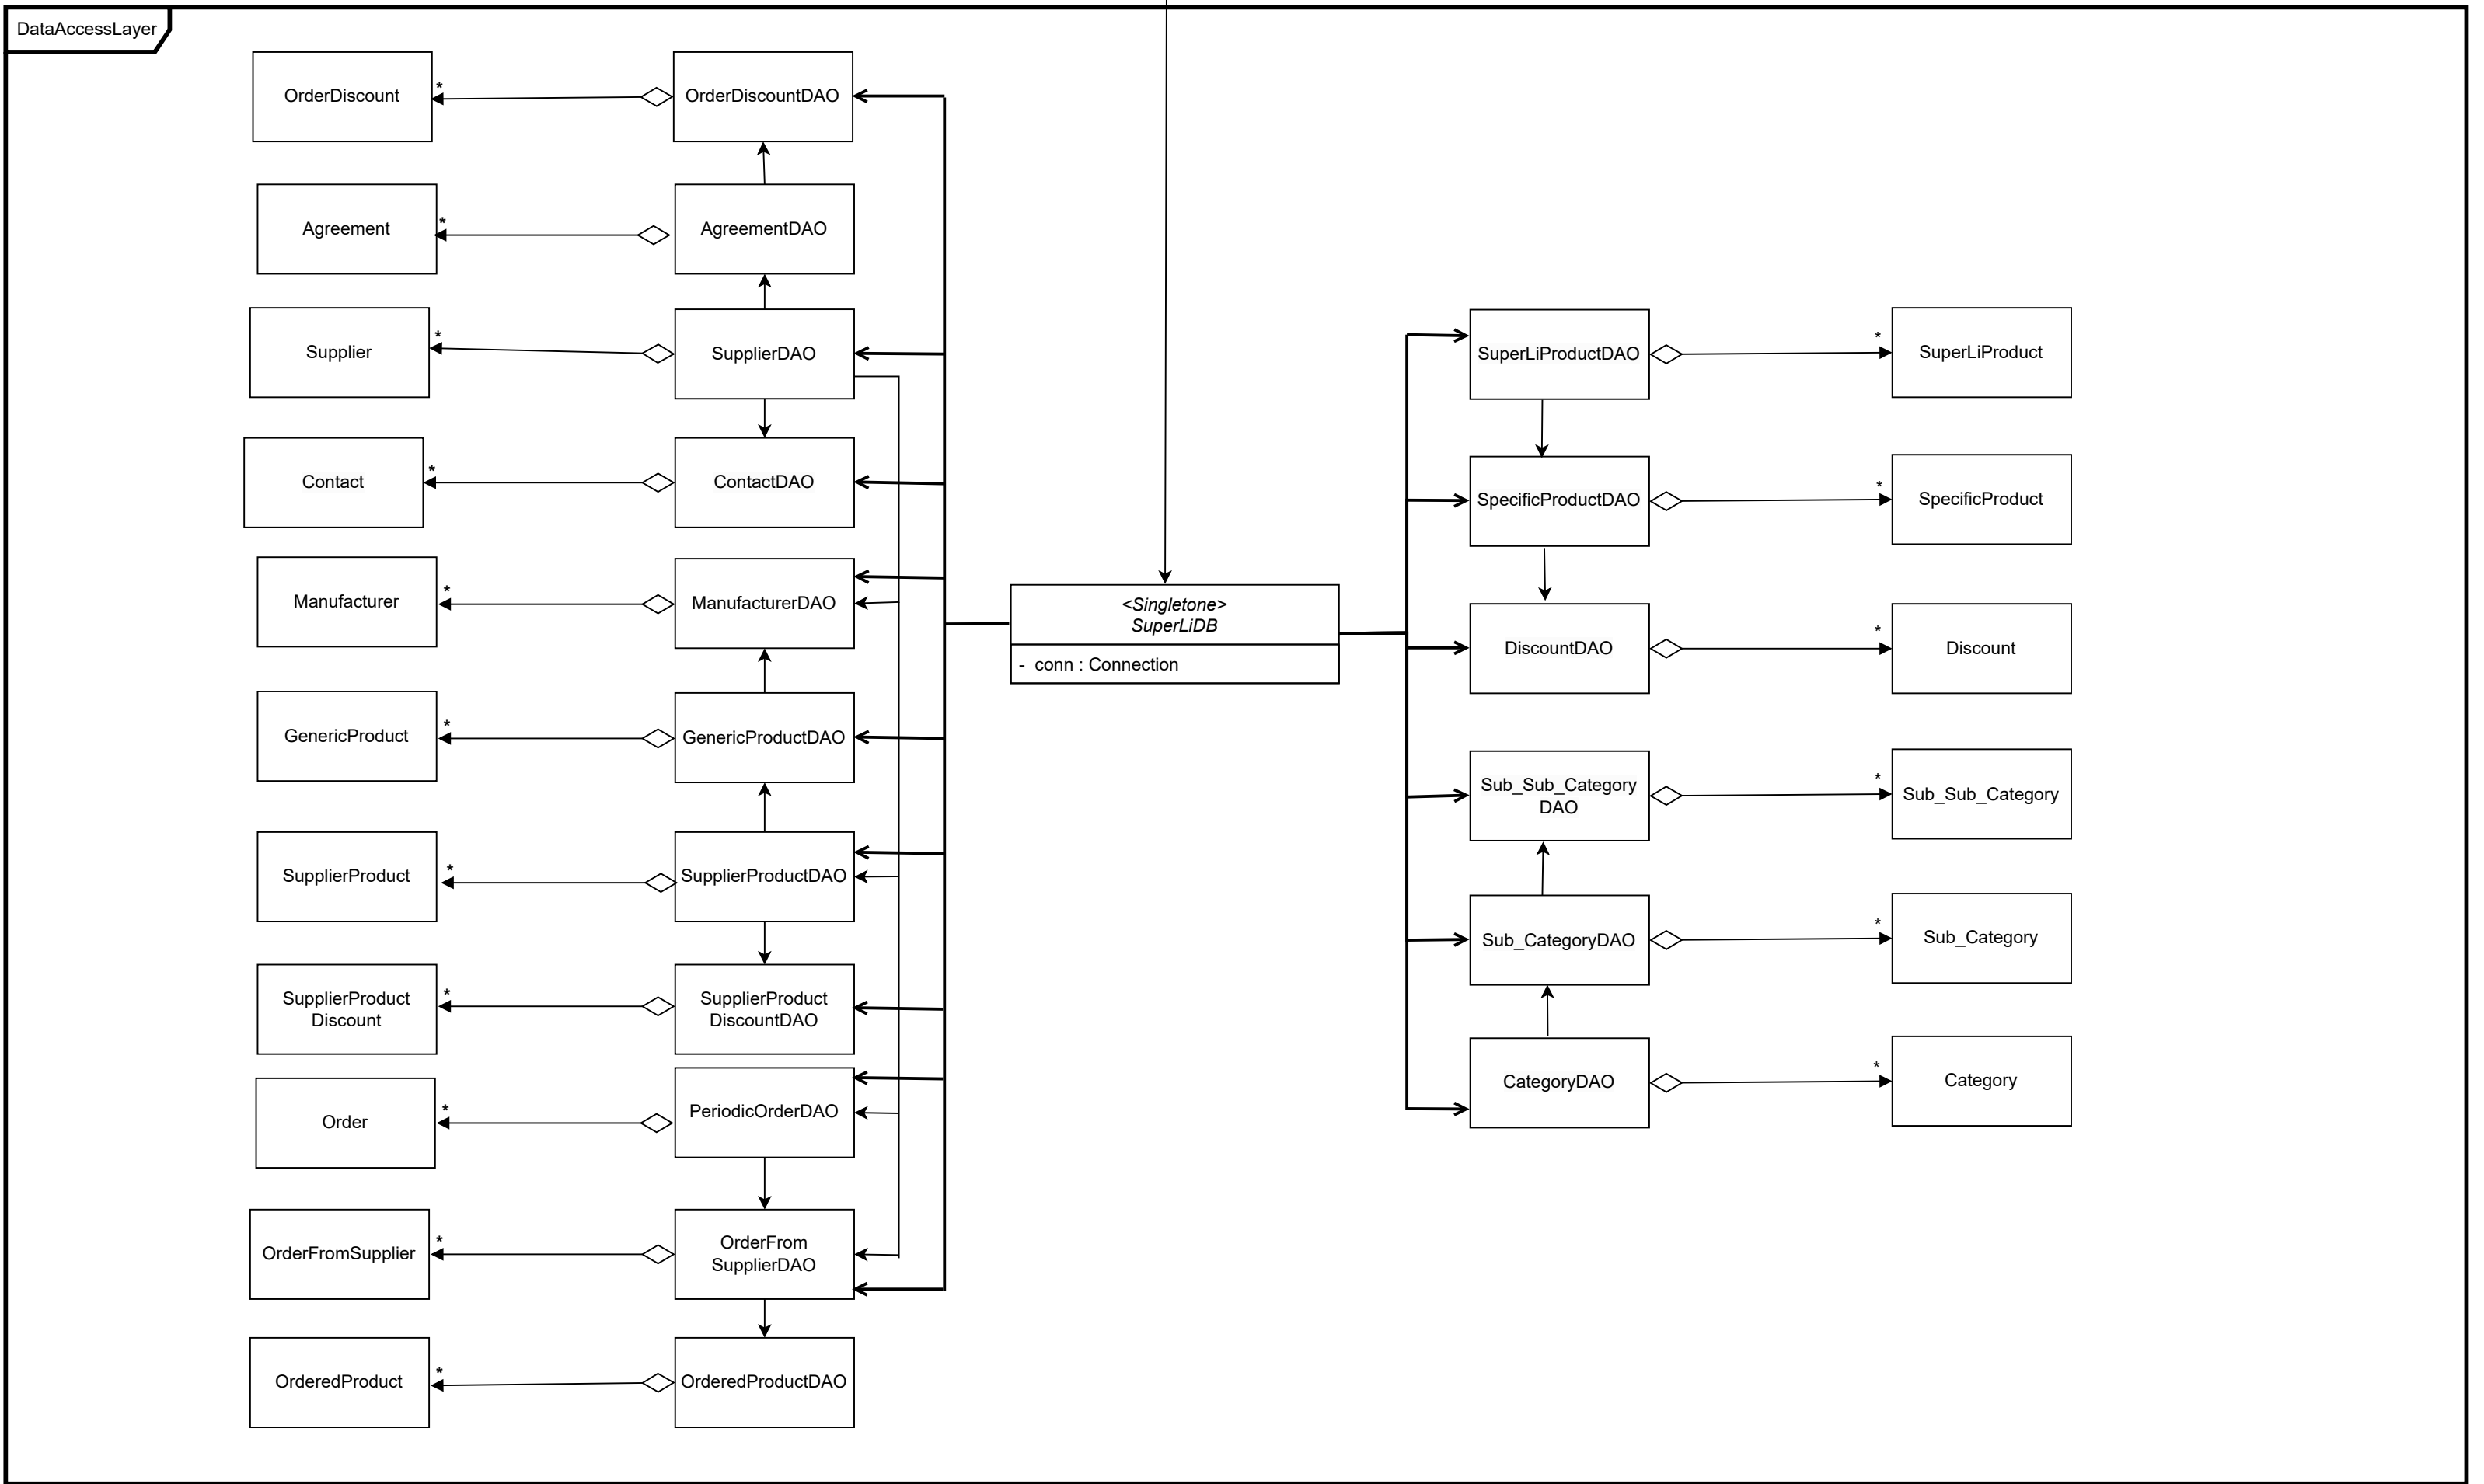 DataAccessLayer
OrderDiscount
*
OrderDiscountDAO
Agreement
*
AgreementDAO
Supplier
*
SupplierDAO
Contact
*
ContactDAO
Manufacturer
*
ManufacturerDAO
GenericProduct
*
GenericProductDAO
SupplierProduct
*
SupplierProductDAO
SupplierProduct
Discount
*
SupplierProduct
DiscountDAO
Order
*
PeriodicOrderDAO
OrderFromSupplier
*
OrderFrom
SupplierDAO
OrderedProduct
*
OrderedProductDAO
<Singletone>
SuperLiDB
- conn : Connection
SuperLiProductDAO
*
SuperLiProduct
SpecificProductDAO
*
SpecificProduct
DiscountDAO
*
Discount
Sub_Sub_Category
DAO
*
Sub_Sub_Category
Sub_CategoryDAO
*
Sub_Category
CategoryDAO
*
Category